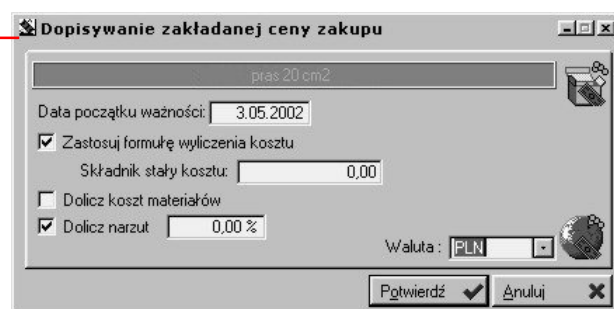 Dopisywanie zakładanej ceny zakupu
pras 20 cm2
Data początku ważności: 3.05.2002
Zastosuj formułę wyliczenia kosztu
Składnik stały kosztu: 0,00
Dolicz koszt materiałów
Dolicz narzut 0,00 %
Waluta : PLN
Potwierdź Anuluj